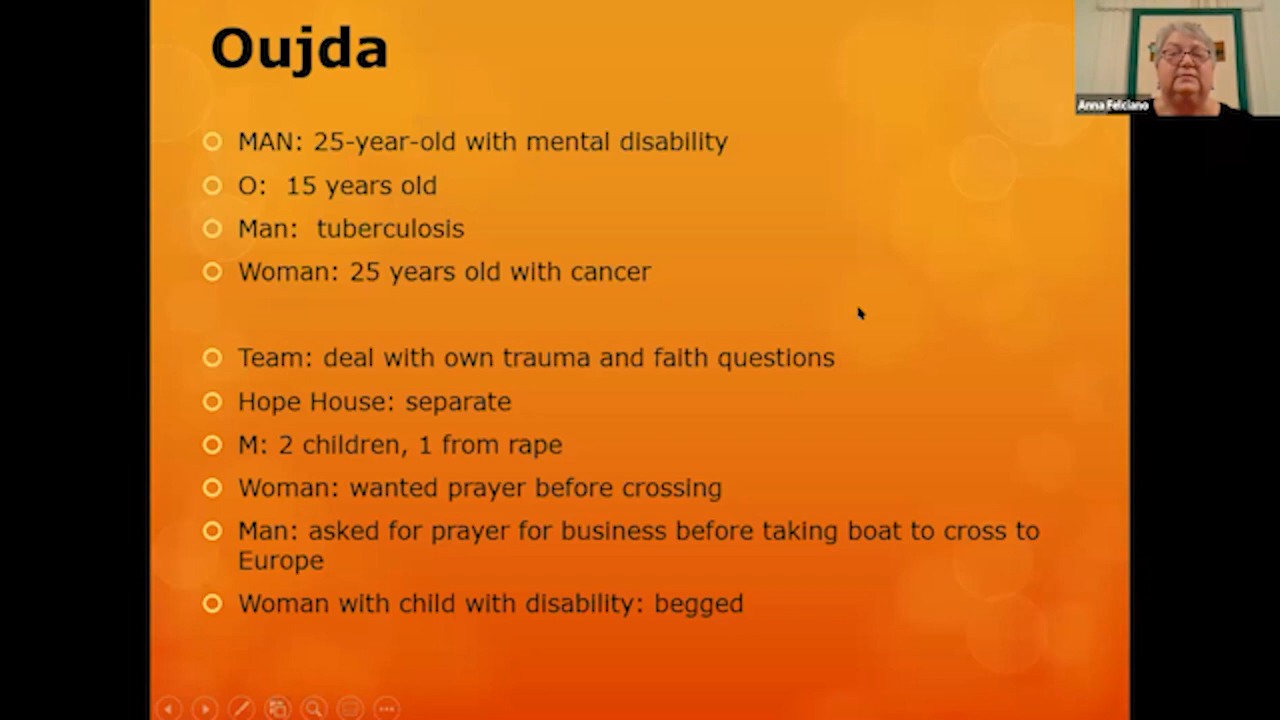 Oujda
Anna Felciano
MAN: 25-year-old with mental disability
O: 15 years old
Man: tuberculosis
Woman: 25 years old with cancer
Team: deal with own trauma and faith questions
Hope House: separate
M: 2 children, 1 from rape
Woman: wanted prayer before crossing
Man: asked for prayer for business before taking boat to cross to
Europe
Woman with child with disability: begged